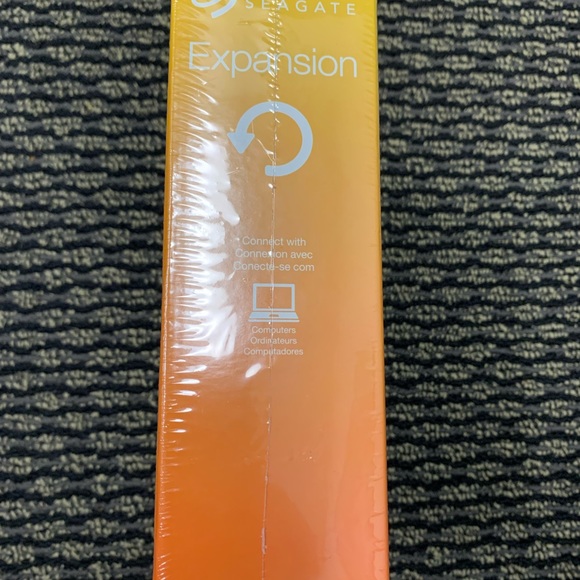 SEAGATE
Expansion
Connect with
Connexion avec
Conecte-se com
Computers
Ordinateurs
Computadores